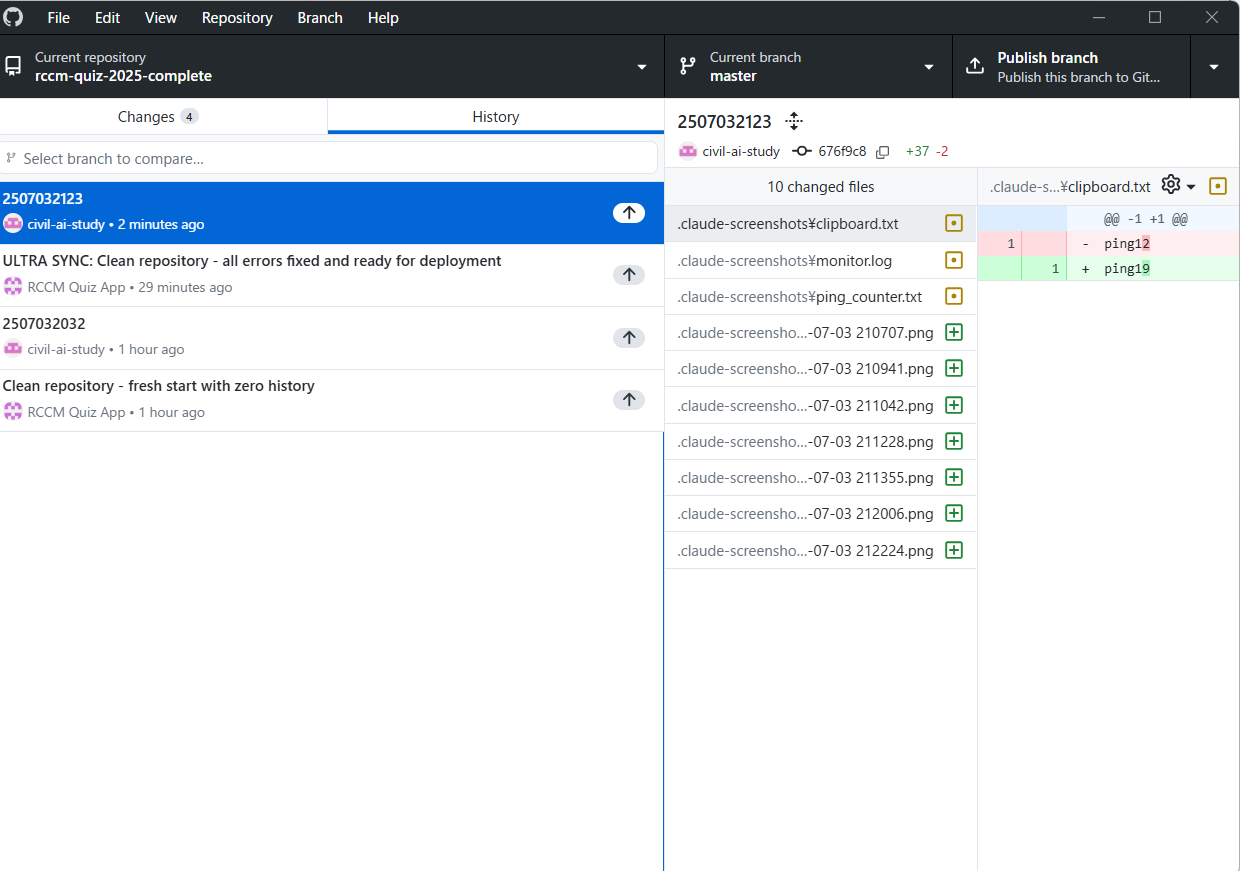 File Edit View Repository Branch Help
Current repository
rccm-quiz-2025-complete
Current branch
master
Publish branch
Publish this branch to Git...
Changes 4
History
Select branch to compare...
2507032123
civil-ai-study • 2 minutes ago
ULTRA SYNC: Clean repository - all errors fixed and ready for deployment
RCCM Quiz App • 29 minutes ago
2507032032
civil-ai-study • 1 hour ago
Clean repository - fresh start with zero history
RCCM Quiz App • 1 hour ago
2507032123
civil-ai-study 676f9c8 +37 -2
10 changed files
.claude-screenshots¥clipboard.txt
.claude-screenshots¥monitor.log
.claude-screenshots¥ping_counter.txt
.claude-screensho...-07-03 210707.png
.claude-screensho...-07-03 210941.png
.claude-screensho...-07-03 211042.png
.claude-screensho...-07-03 211228.png
.claude-screensho...-07-03 211355.png
.claude-screensho...-07-03 212006.png
.claude-screensho...-07-03 212224.png
.claude-s...¥clipboard.txt
@@ -1 +1 @@
1 - ping12
1 + ping19